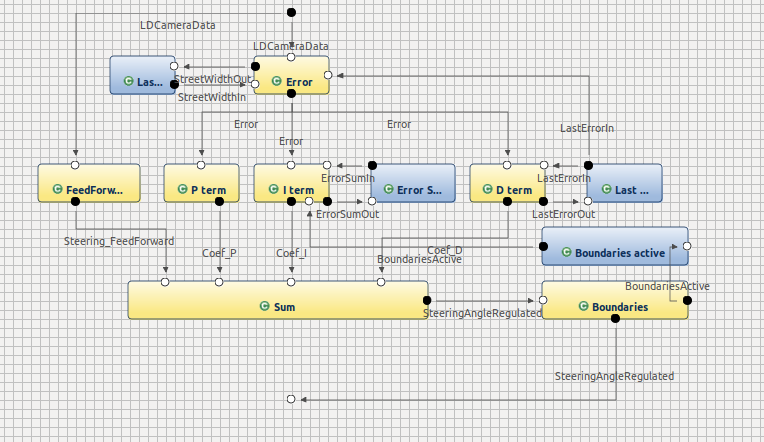 LDCameraData
LDCameraData
C Las...
C Error
StreetWidthOut
StreetWidthIn
Error
Error
Error
LastErrorIn
C FeedForw...
C P term
C I term
ErrorSumIn
C Error S...
C D term
LastErrorIn
C Last ...
ErrorSumOut
LastErrorOut
Steering_FeedForward
Coef_P
Coef_I
Coef_D
BoundariesActive
C Boundaries active
BoundariesActive
C Sum
SteeringAngleRegulated
C Boundaries
SteeringAngleRegulated